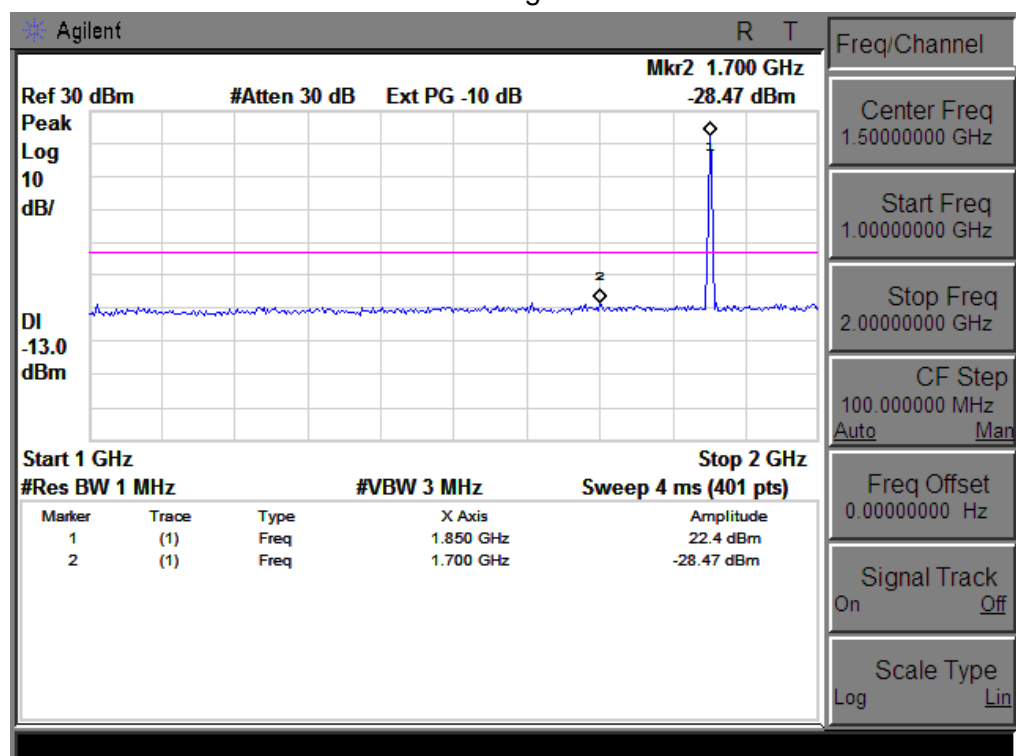 Agilent
R T
Freq/Channel
Mkr2 1.700 GHz
Ref 30 dBm #Atten 30 dB Ext PG -10 dB -28.47 dBm
Peak
Log
10
dB/
1
2
DI
-13.0
dBm
Start 1 GHz Stop 2 GHz
#Res BW 1 MHz #VBW 3 MHz Sweep 4 ms (401 pts)
Marker Trace Type X Axis Amplitude
1 (1) Freq 1.850 GHz 22.4 dBm
2 (1) Freq 1.700 GHz -28.47 dBm
Center Freq
1.50000000 GHz
Start Freq
1.00000000 GHz
Stop Freq
2.00000000 GHz
CF Step
100.000000 MHz
Auto Man
Freq Offset
0.00000000 Hz
Signal Track
On Off
Scale Type
Log Lin